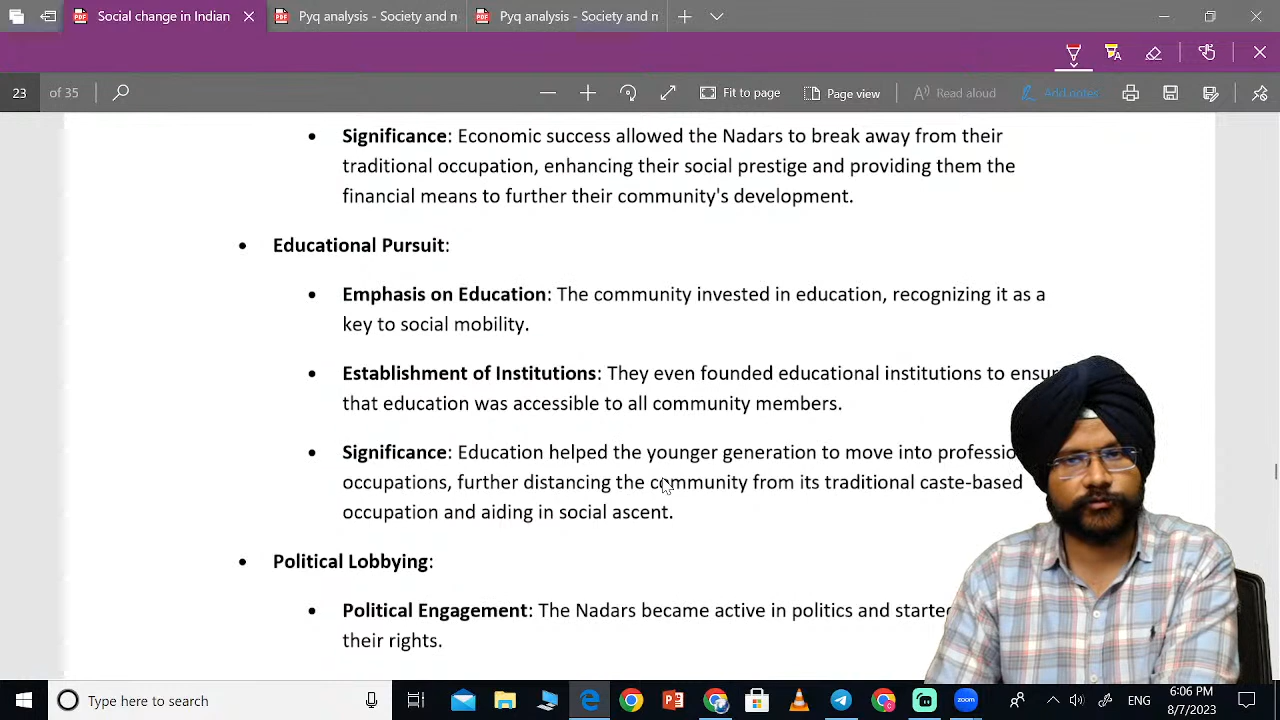 Social change in Indian
Pyq analysis - Society and n
Pyq analysis - Society and n
23 of 35
Fit to page
Page view
Read aloud
Add notes
Significance: Economic success allowed the Nadars to break away from their
traditional occupation, enhancing their social prestige and providing them the
financial means to further their community's development.
Educational Pursuit:
Emphasis on Education: The community invested in education, recognizing it as a
key to social mobility.
Establishment of Institutions: They even founded educational institutions to ensur
that education was accessible to all community members.
Significance: Education helped the younger generation to move into professio
occupations, further distancing the community from its traditional caste-based
occupation and aiding in social ascent.
Political Lobbying:
Political Engagement: The Nadars became active in politics and started
their rights.
Type here to search
zoom
ENG
6:06 PM
8/7/2023